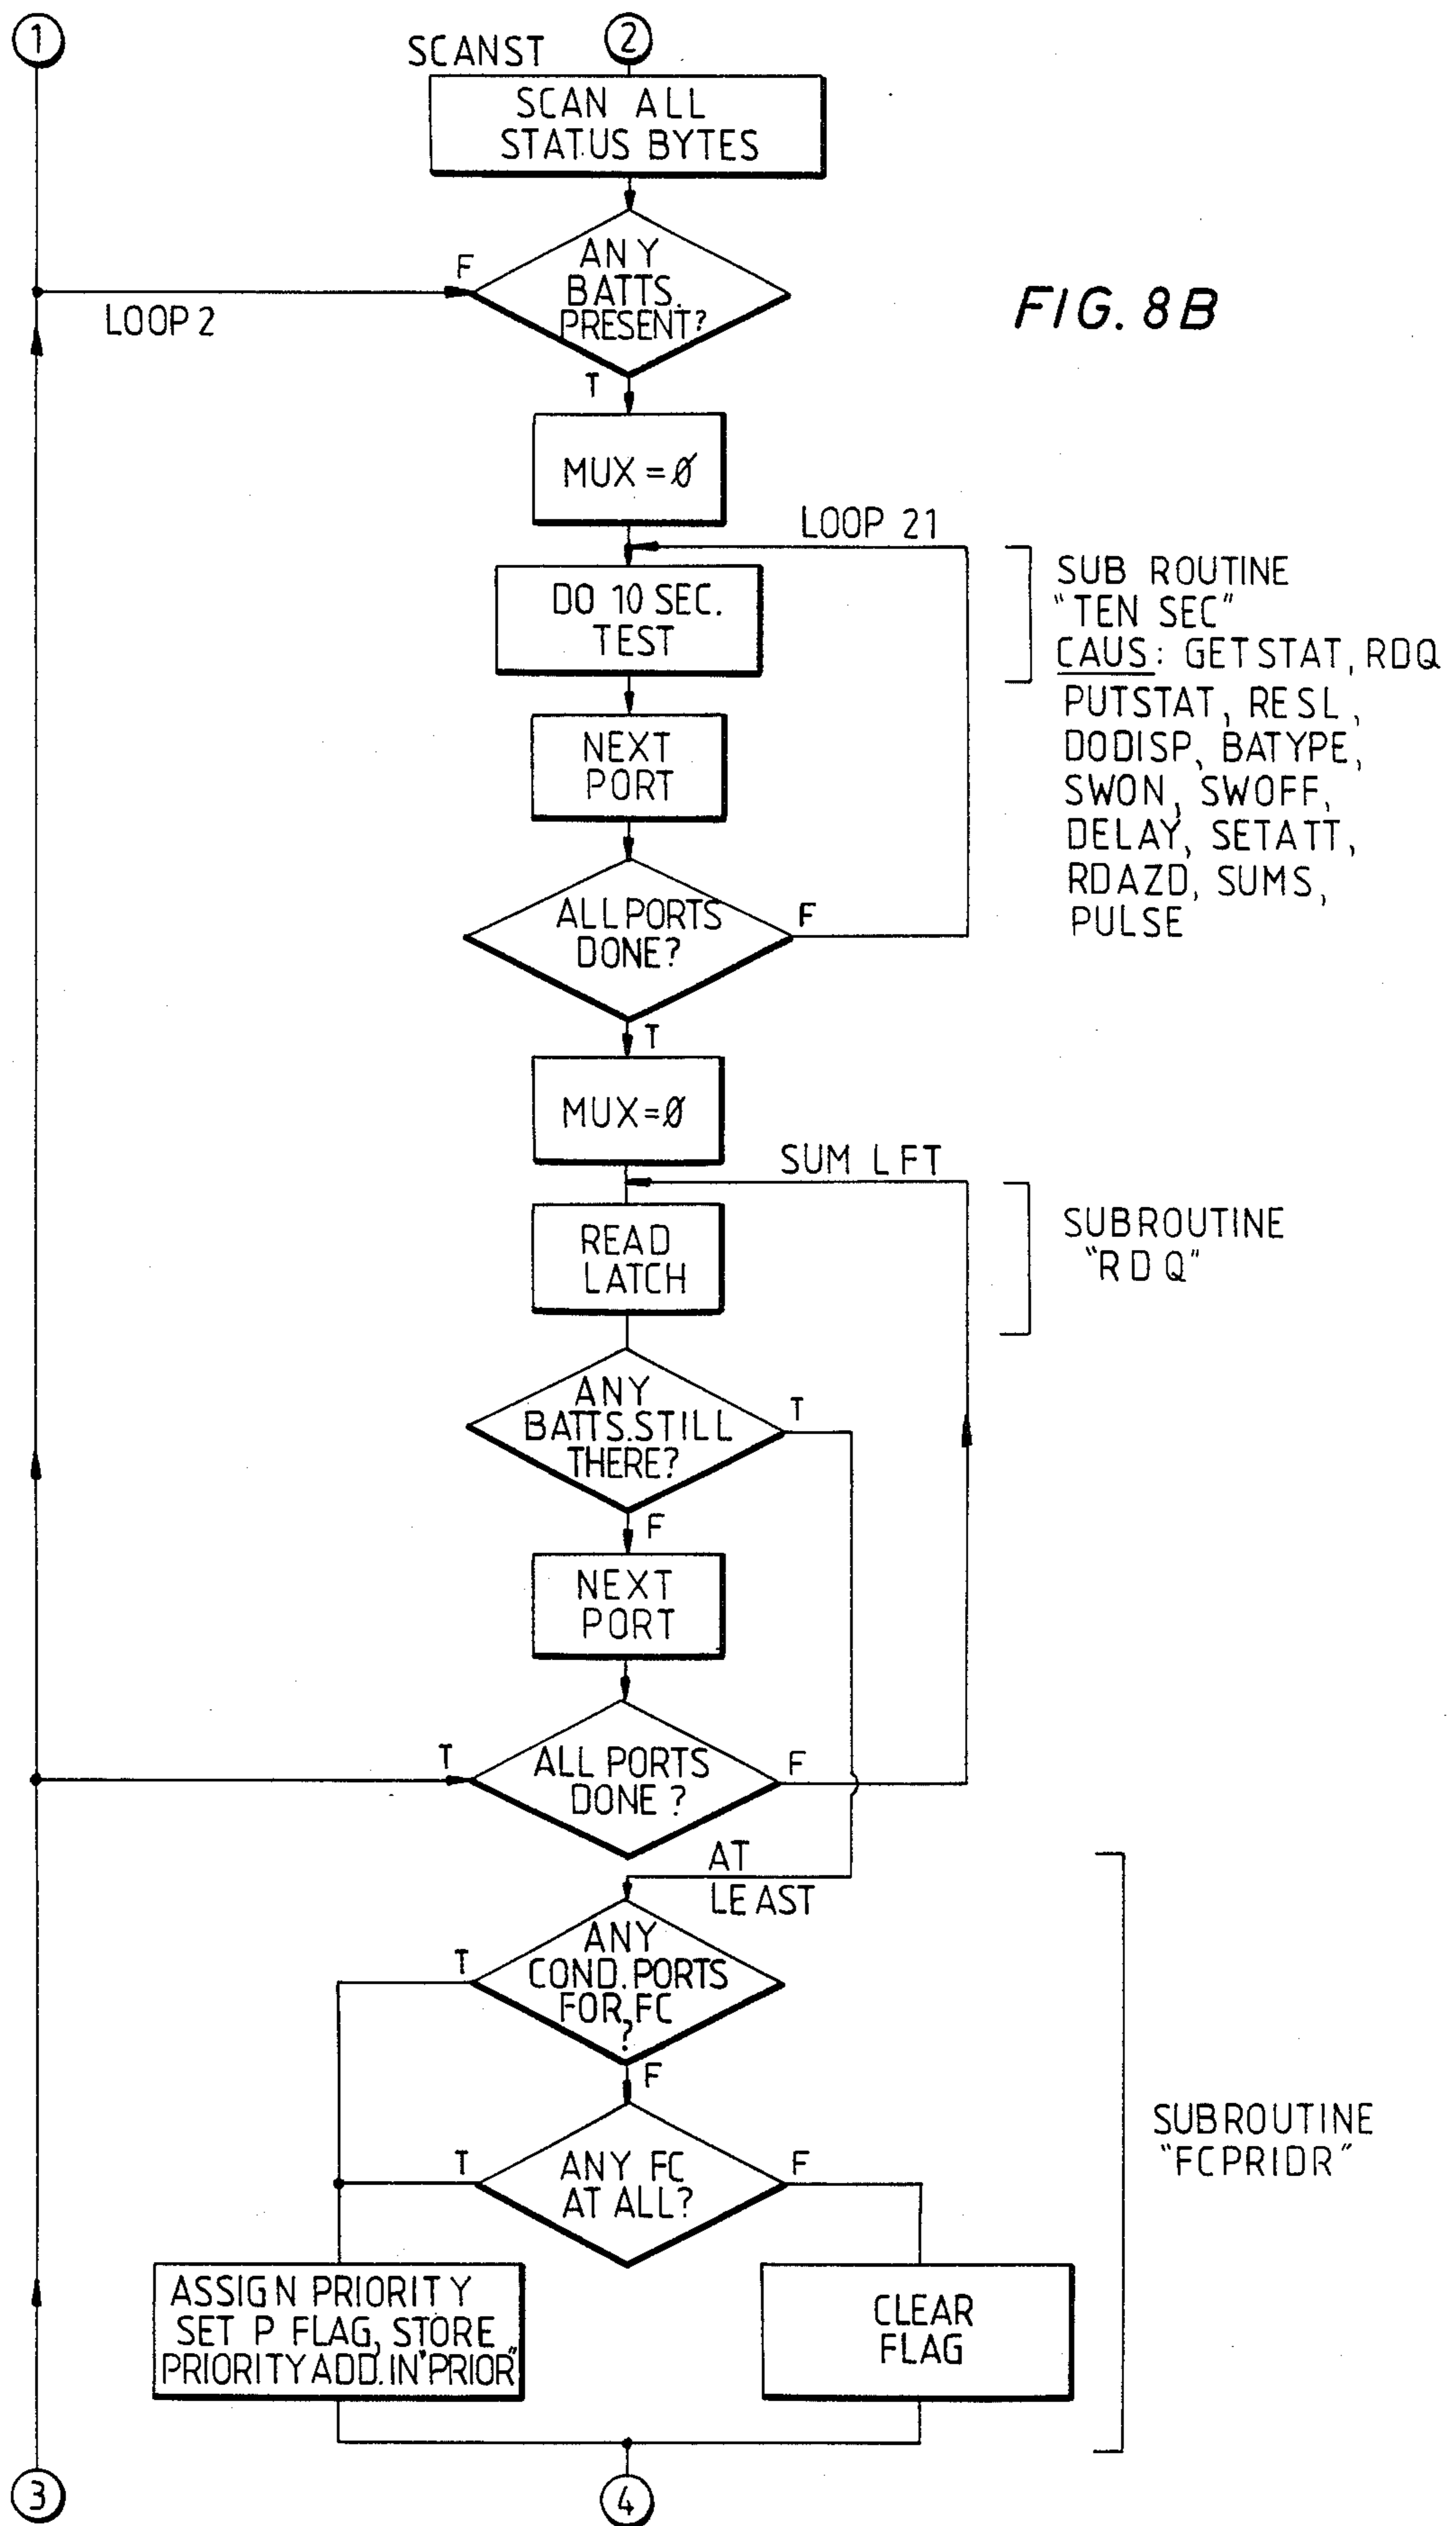 1
SCANST
2
SCAN ALL
STATUS BYTES
F
ANY
BATTS.
PRESENT?
LOOP 2
FIG. 8B
T
MUX = Ø
LOOP 21
DO 10 SEC.
TEST
SUB ROUTINE
"TEN SEC"
CAUS: GETSTAT, RDQ
PUTSTAT, RESL,
DODISP, BATYPE,
SWON, SWOFF,
DELAY, SETATT,
RDAZD, SUMS,
PULSE
NEXT
PORT
ALL PORTS
DONE?
F
T
MUX=Ø
SUM LFT
READ
LATCH
SUBROUTINE
"RDQ"
ANY
BATTS.STILL
THERE?
T
F
NEXT
PORT
T
ALL PORTS
DONE ?
F
AT
LEAST
ANY
COND.PORTS
FOR,FC
?
T
F
T
ANY FC
AT ALL?
F
SUBROUTINE
"FCPRIDR"
ASSIGN PRIORITY
SET P FLAG, STORE
PRIORITY ADD. IN "PRIOR"
CLEAR
FLAG
3
4